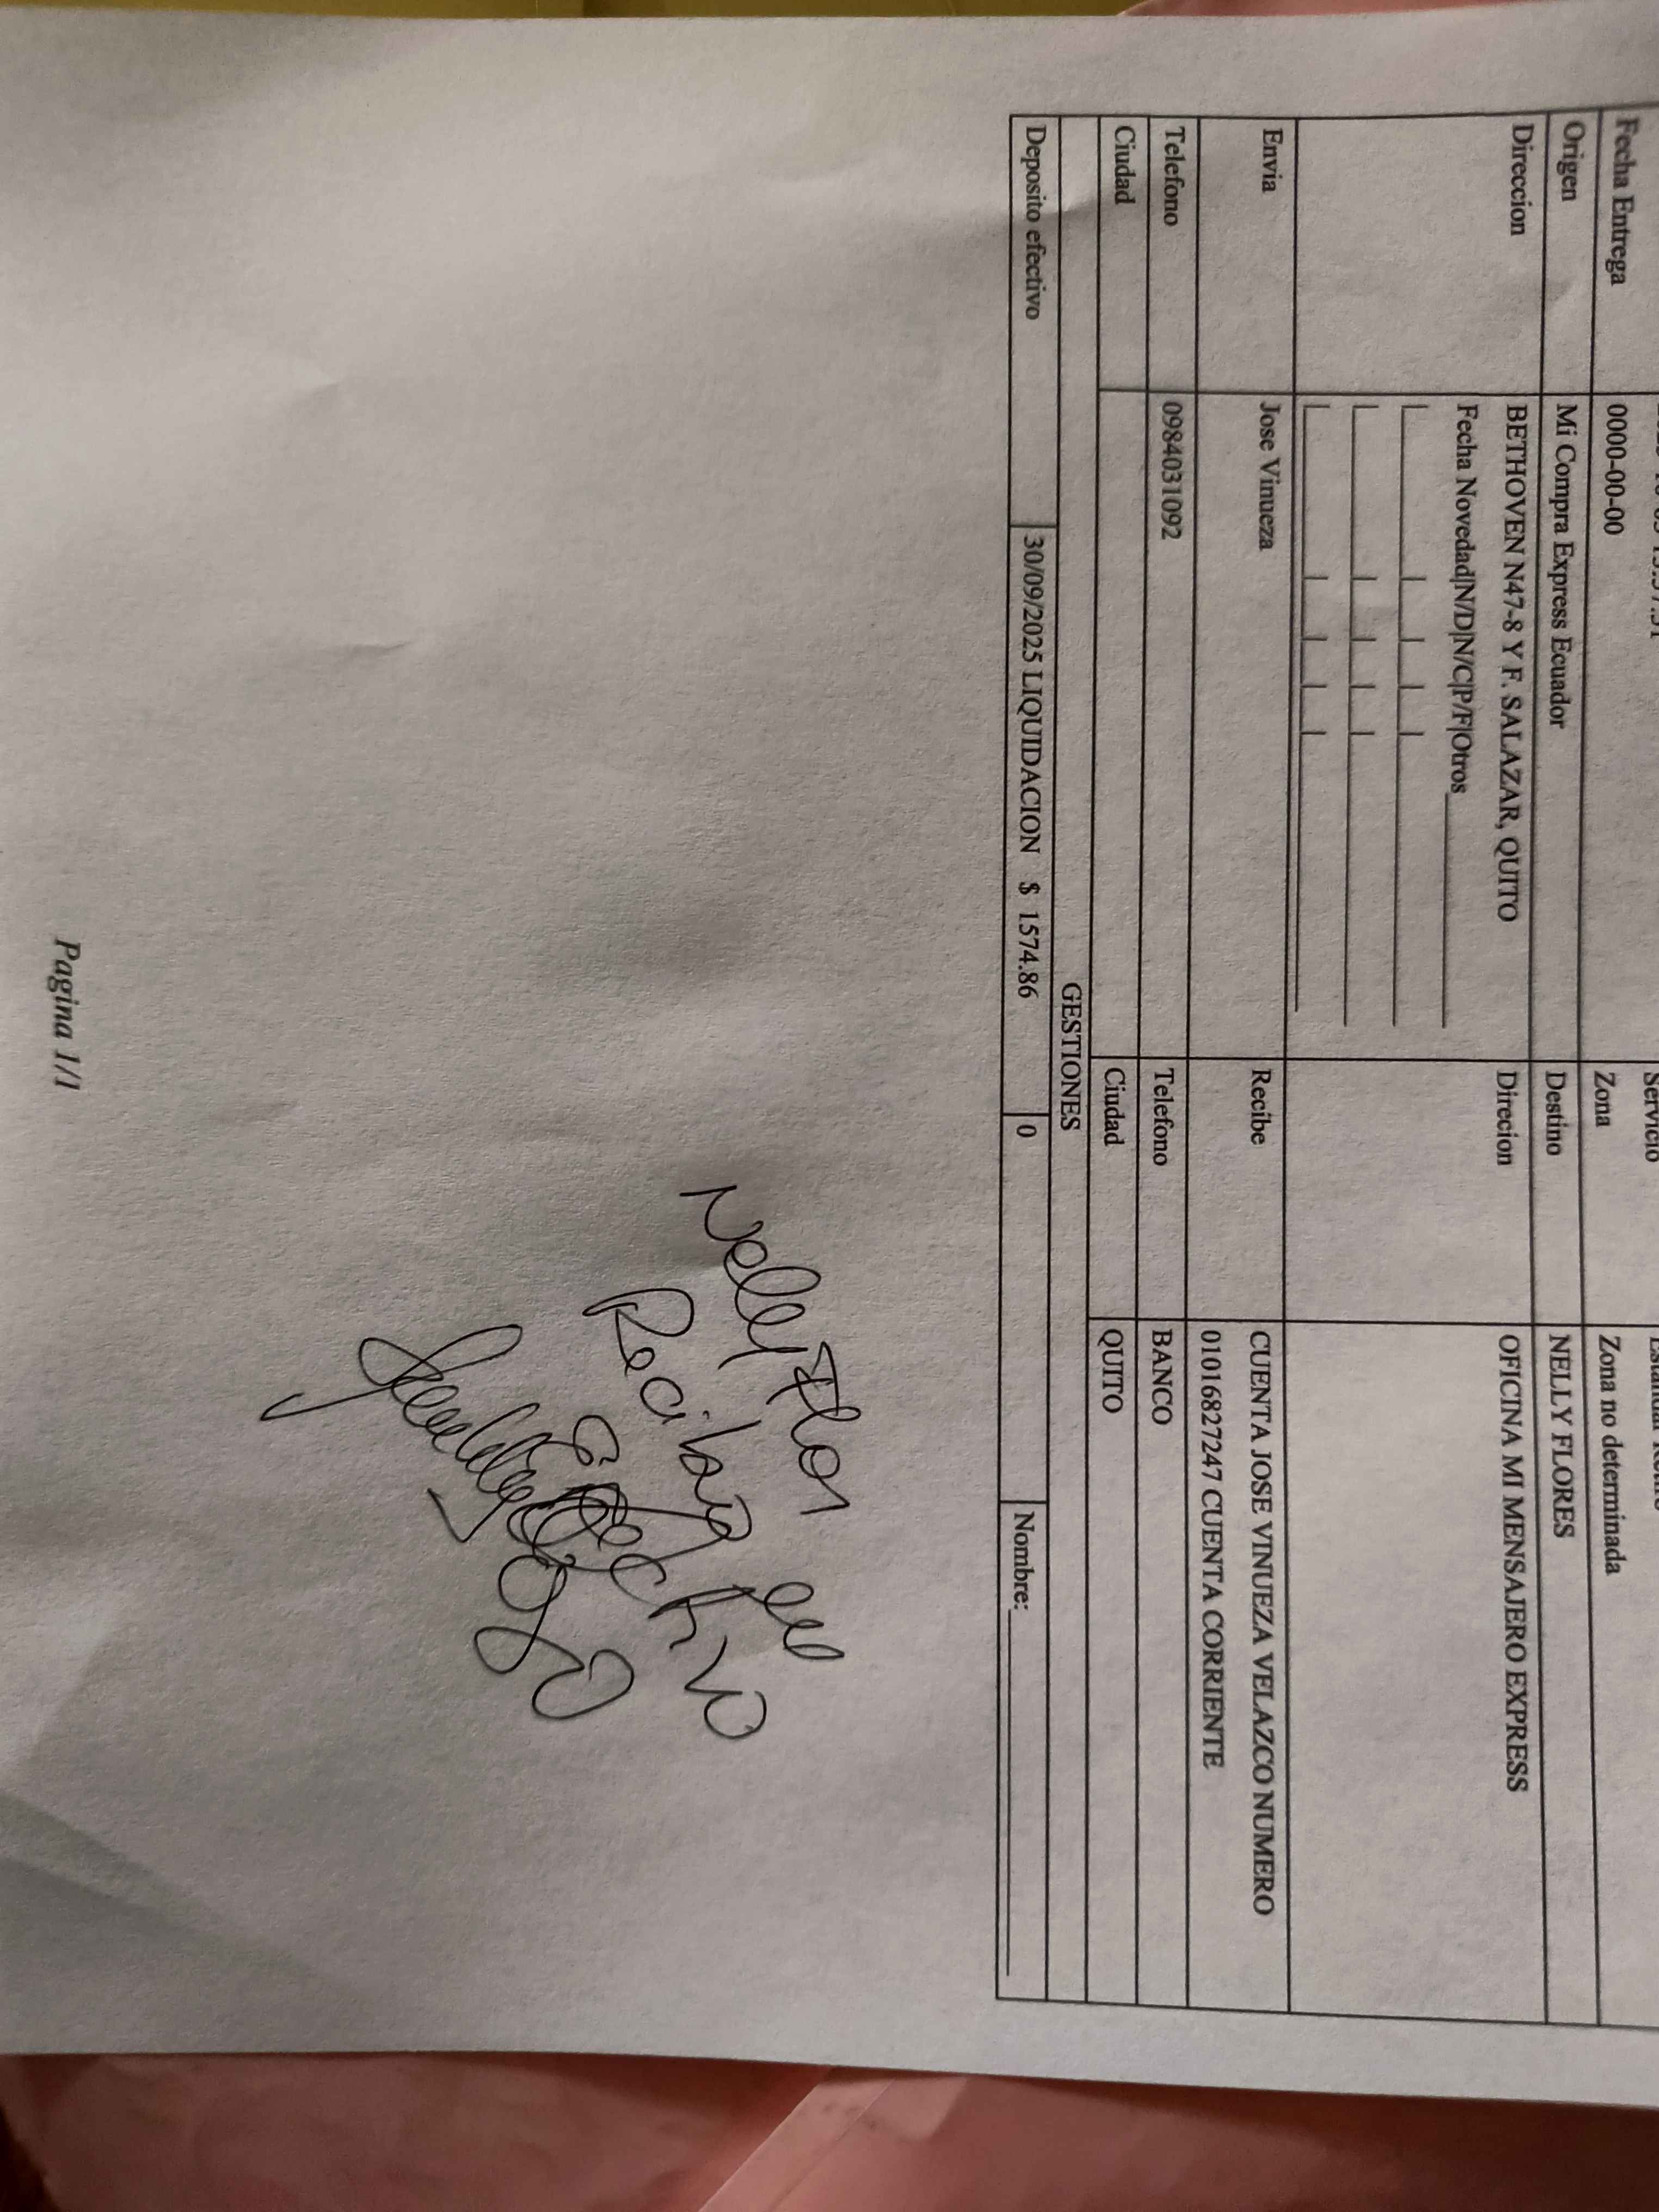 Servicio
Fecha Entrega 0000-00-00 Zona Zona no determinada
Origen Mi Compra Express Ecuador Destino NELLY FLORES
Direccion BETHOVEN N47-8 Y F. SALAZAR, QUITO Direcion OFICINA MI MENSAJERO EXPRESS
Fecha Novedad|N/D|N/C|P/F|Otros
Envia Jose Vinueza Recibe CUENTA JOSE VINUEZA VELAZCO NUMERO
01016827247 CUENTA CORRIENTE
Telefono 0984031092 Telefono BANCO
Ciudad Ciudad QUITO
GESTIONES
Deposito efectivo 30/09/2025 LIQUIDACION $ 1574.86 0 Nombre:
Nelly Flor
Recibio
Pagina 1/1